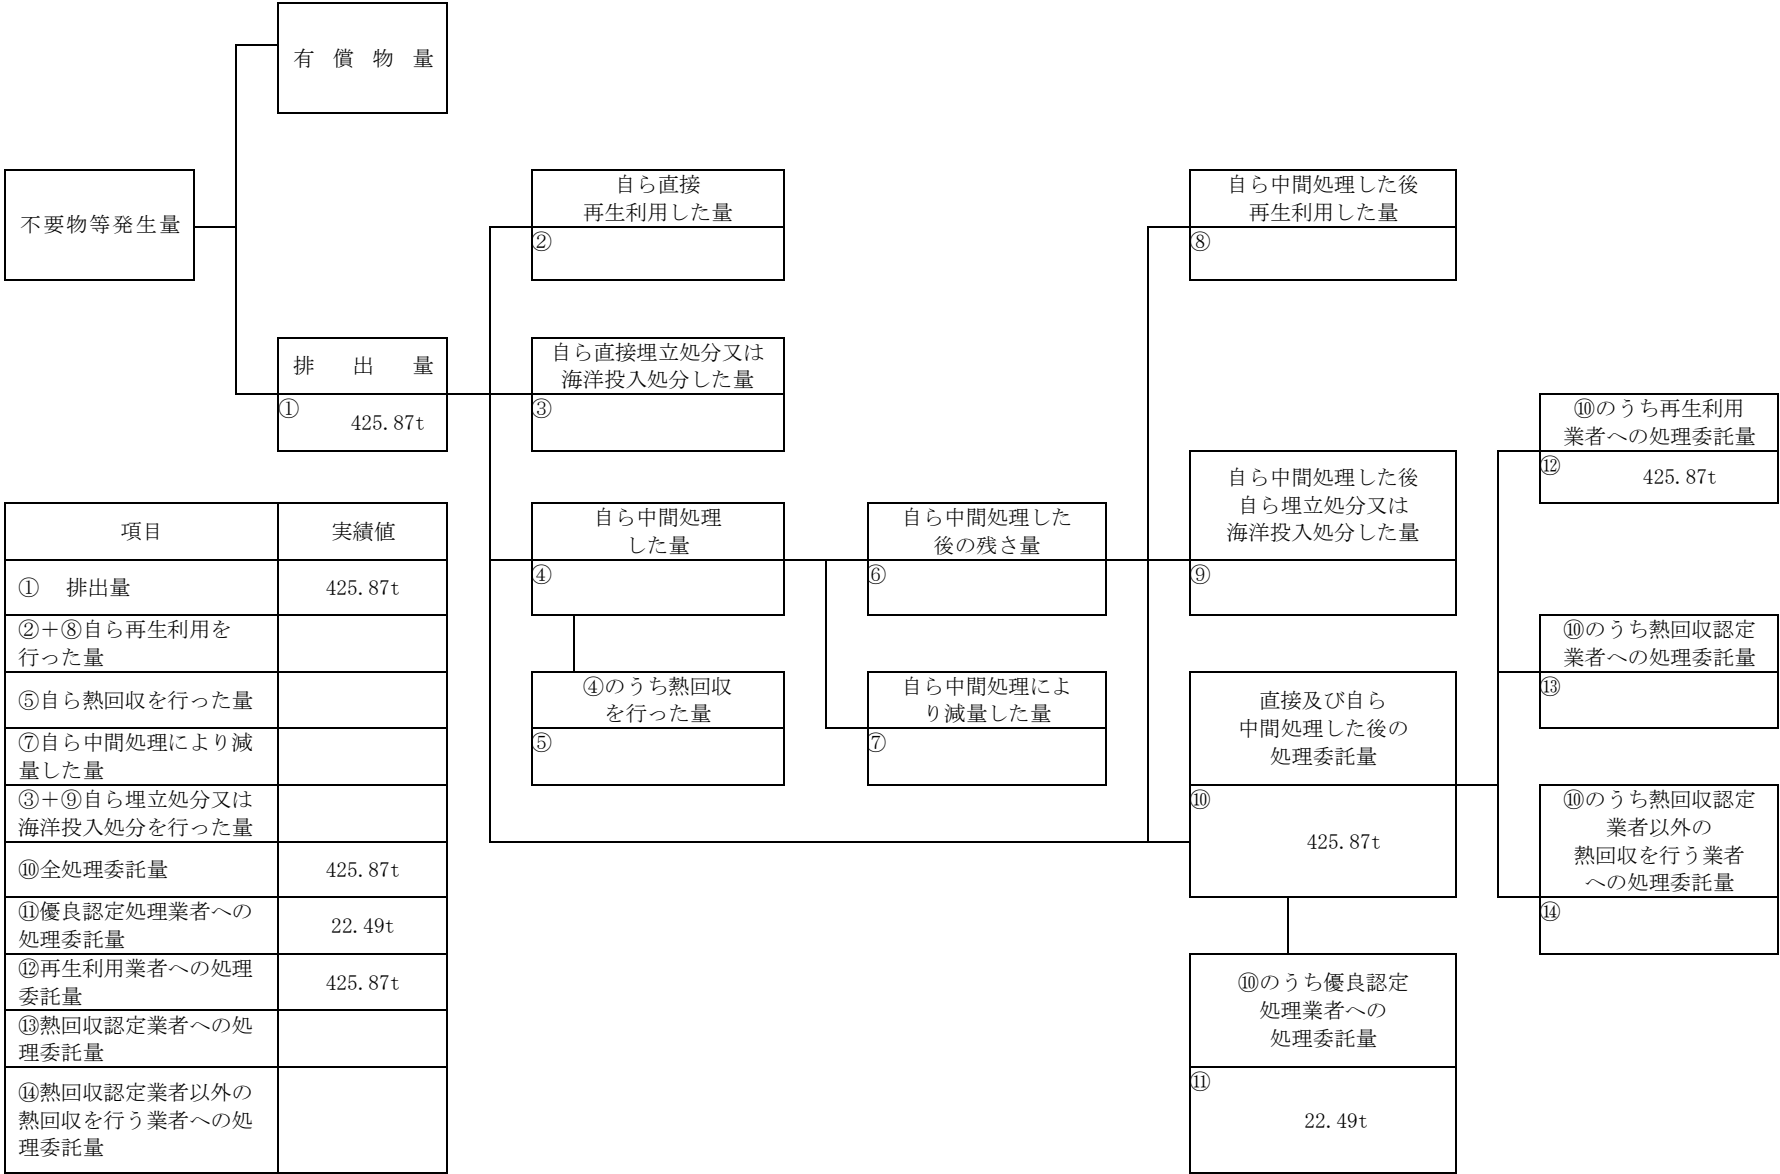 有償物量
不要物等発生量
排出量
①
425.87t
自ら直接
再生利用した量
②
自ら直接埋立処分又は
海洋投入処分した量
③
自ら中間処理
した量
④
④のうち熱回収
を行った量
⑤
自ら中間処理した
後の残さ量
⑥
自ら中間処理によ
り減量した量
⑦
自ら中間処理した後
再生利用した量
⑧
自ら中間処理した後
自ら埋立処分又は
海洋投入処分した量
⑨
直接及び自ら
中間処理した後の
処理委託量
⑩
425.87t
⑩のうち優良認定
処理業者への
処理委託量
⑪
22.49t
⑩のうち再生利用
業者への処理委託量
⑫
425.87t
⑩のうち熱回収認定
業者への処理委託量
⑬
⑩のうち熱回収認定
業者以外の
熱回収を行う業者
への処理委託量
⑭
項目 実績値
① 排出量 425.87t
②＋⑧自ら再生利用を
行った量
⑤自ら熱回収を行った量
⑦自ら中間処理により減
量した量
③＋⑨自ら埋立処分又は
海洋投入処分を行った量
⑩全処理委託量 425.87t
⑪優良認定処理業者への
処理委託量 22.49t
⑫再生利用業者への処理
委託量 425.87t
⑬熱回収認定業者への処
理委託量
⑭熱回収認定業者以外の
熱回収を行う業者への処
理委託量